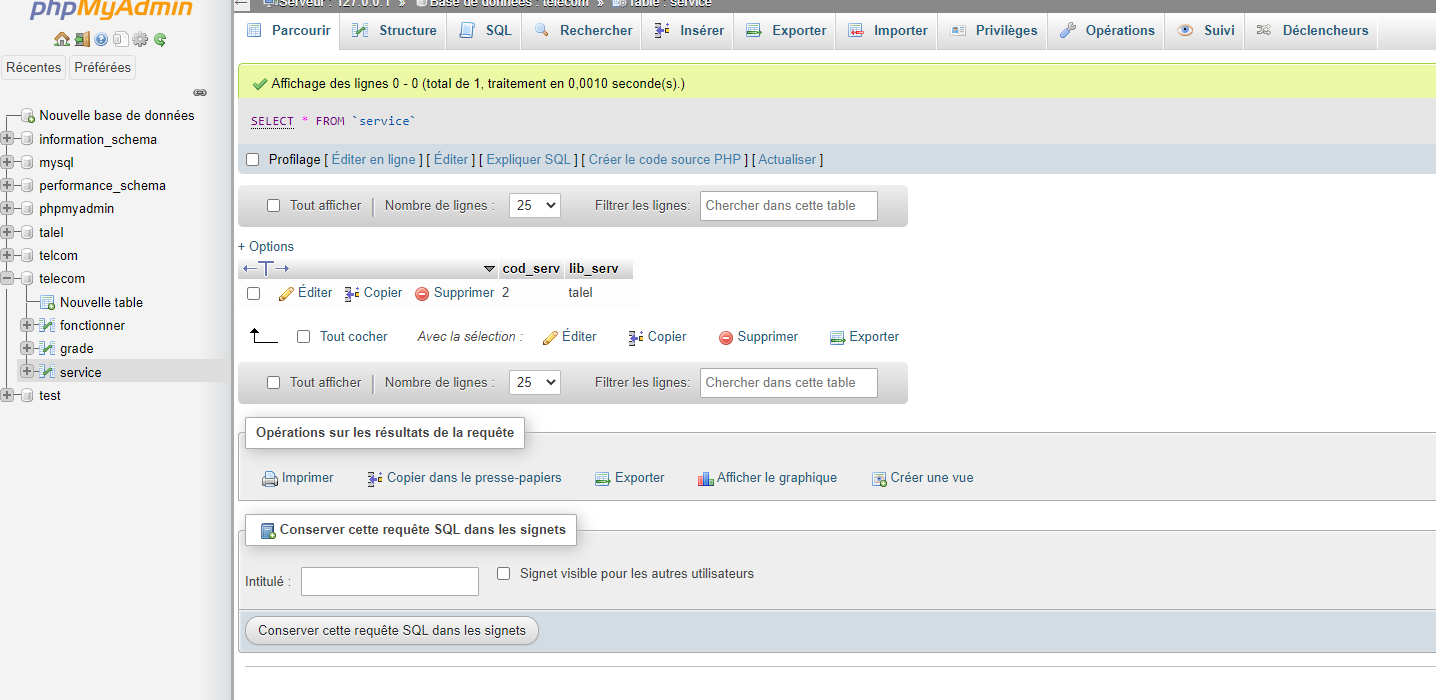 phpMyAdmin
Serveur : 127.0.0.1 » Base de données : telecom » Table : service
Récentes Préférées
Nouvelle base de données
information_schema
mysql
performance_schema
phpmyadmin
talel
telcom
telecom
Nouvelle table
fonctionner
grade
service
test
Parcourir Structure SQL Rechercher Insérer Exporter Importer Privilèges Opérations Suivi Déclencheurs
Affichage des lignes 0 - 0 (total de 1, traitement en 0,0010 seconde(s).)
SELECT * FROM `service`
Profilage [ Éditer en ligne ] [ Éditer ] [ Expliquer SQL ] [ Créer le code source PHP ] [ Actualiser ]
Tout afficher Nombre de lignes : 25 Filtrer les lignes: Chercher dans cette table
+ Options
cod_serv lib_serv
Éditer Copier Supprimer 2 talel
Tout cocher Avec la sélection : Éditer Copier Supprimer Exporter
Tout afficher Nombre de lignes : 25 Filtrer les lignes: Chercher dans cette table
Opérations sur les résultats de la requête
Imprimer Copier dans le presse-papiers Exporter Afficher le graphique Créer une vue
Conserver cette requête SQL dans les signets
Intitulé : Signet visible pour les autres utilisateurs
Conserver cette requête SQL dans les signets